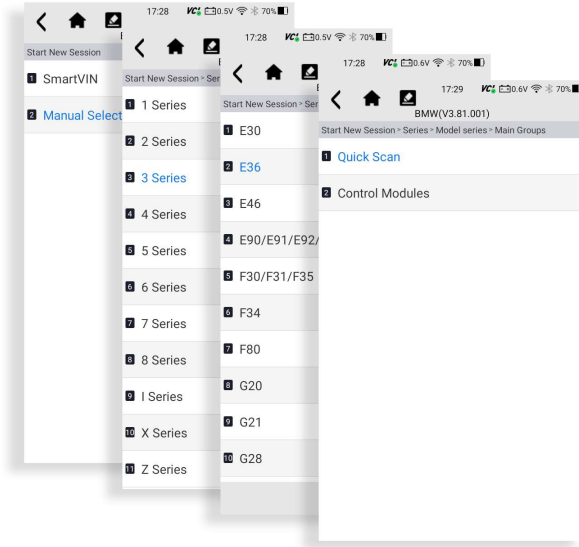 17:28 VCI 0.5V 70%
Start New Session
1 SmartVIN
2 Manual Select
17:28 VCI 0.5V 70%
Start New Session > Ser
1 1 Series
2 2 Series
3 3 Series
4 4 Series
5 5 Series
6 6 Series
7 7 Series
8 8 Series
9 I Series
10 X Series
11 Z Series
17:28 VCI 0.6V 70%
Start New Session > Ser
1 E30
2 E36
3 E46
4 E90/E91/E92/
5 F30/F31/F35
6 F34
7 F80
8 G20
9 G21
10 G28
17:29 VCI 0.6V 70%
BMW(V3.81.001)
Start New Session > Series > Model series > Main Groups
1 Quick Scan
2 Control Modules